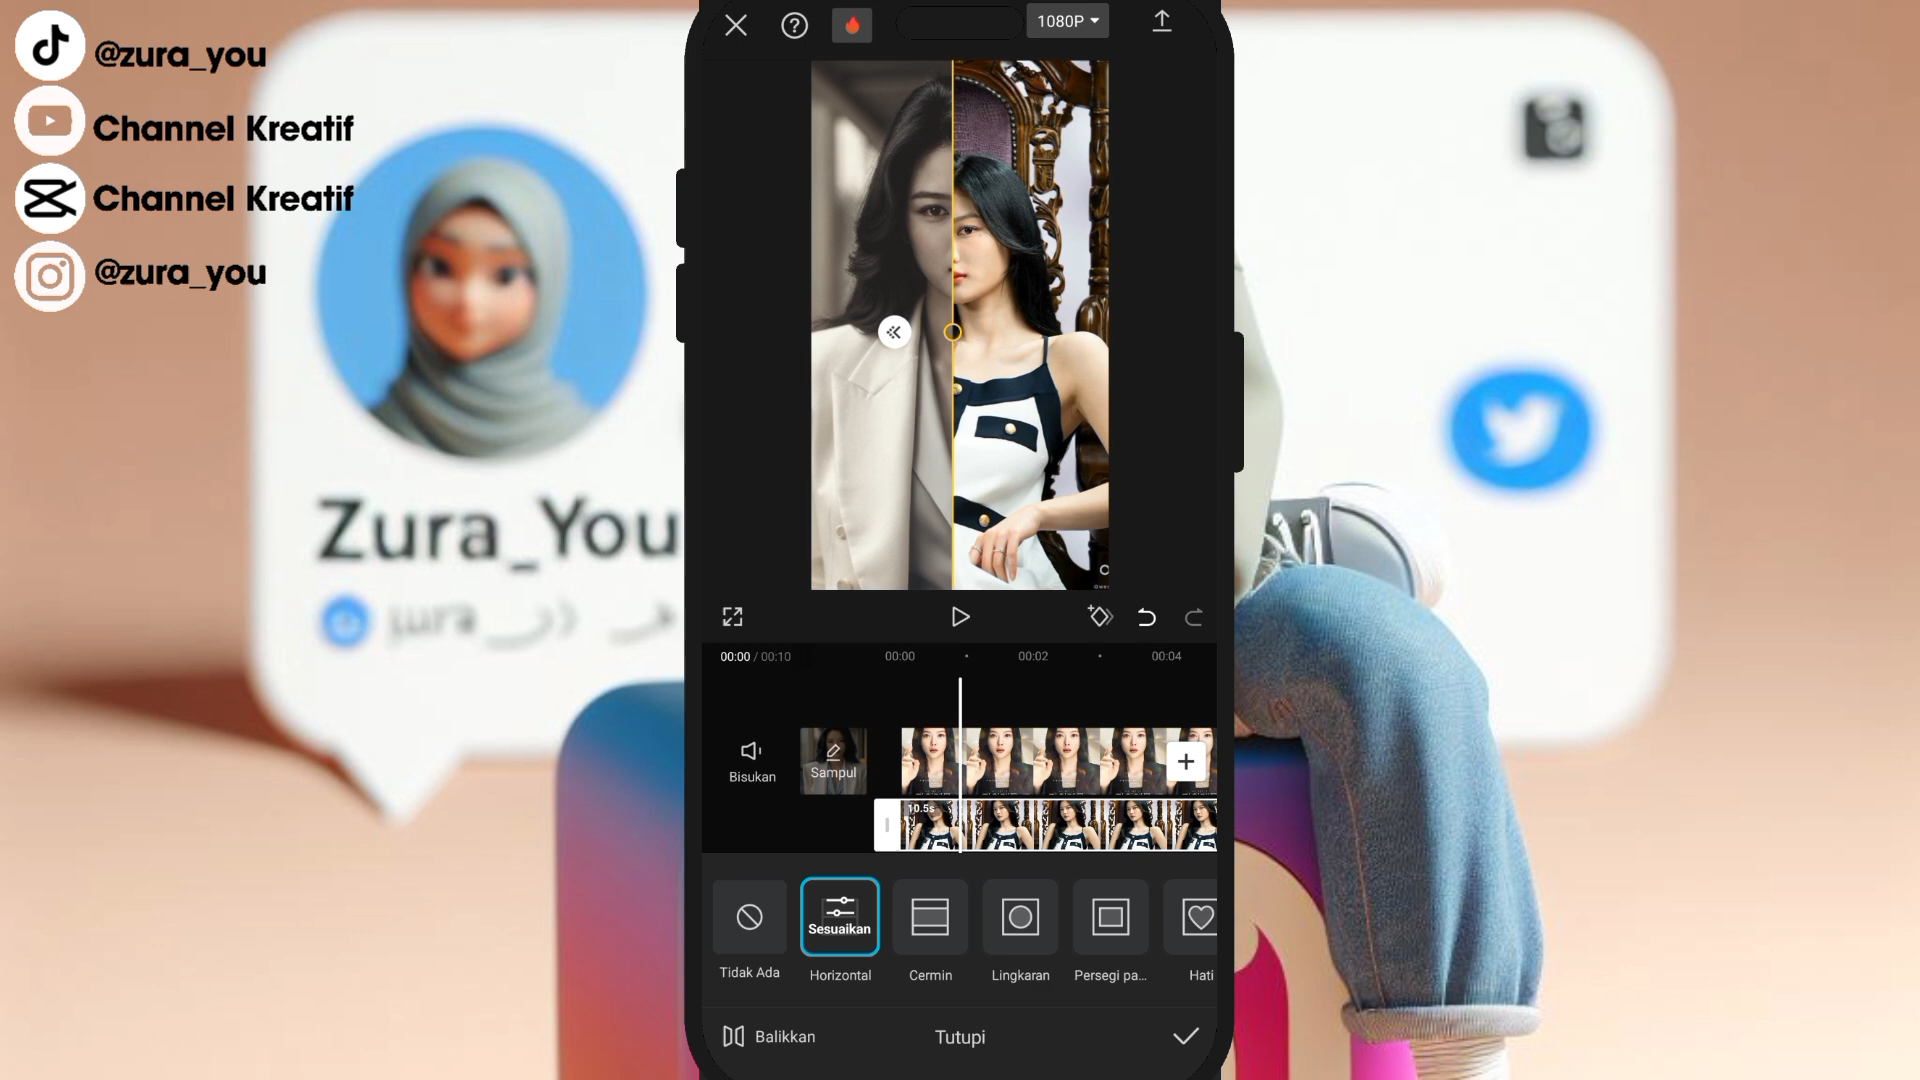 @zura_you
Channel Kreatif
Channel Kreatif
@zura_you
Zura_You
1080P
00:00 / 00:10
00:00
00:02
00:04
Bisukan
Sampul
10.5s
Sesuaikan
Tidak Ada
Horizontal
Cermin
Lingkaran
Persegi pa...
Hati
Balikkan
Tutupi